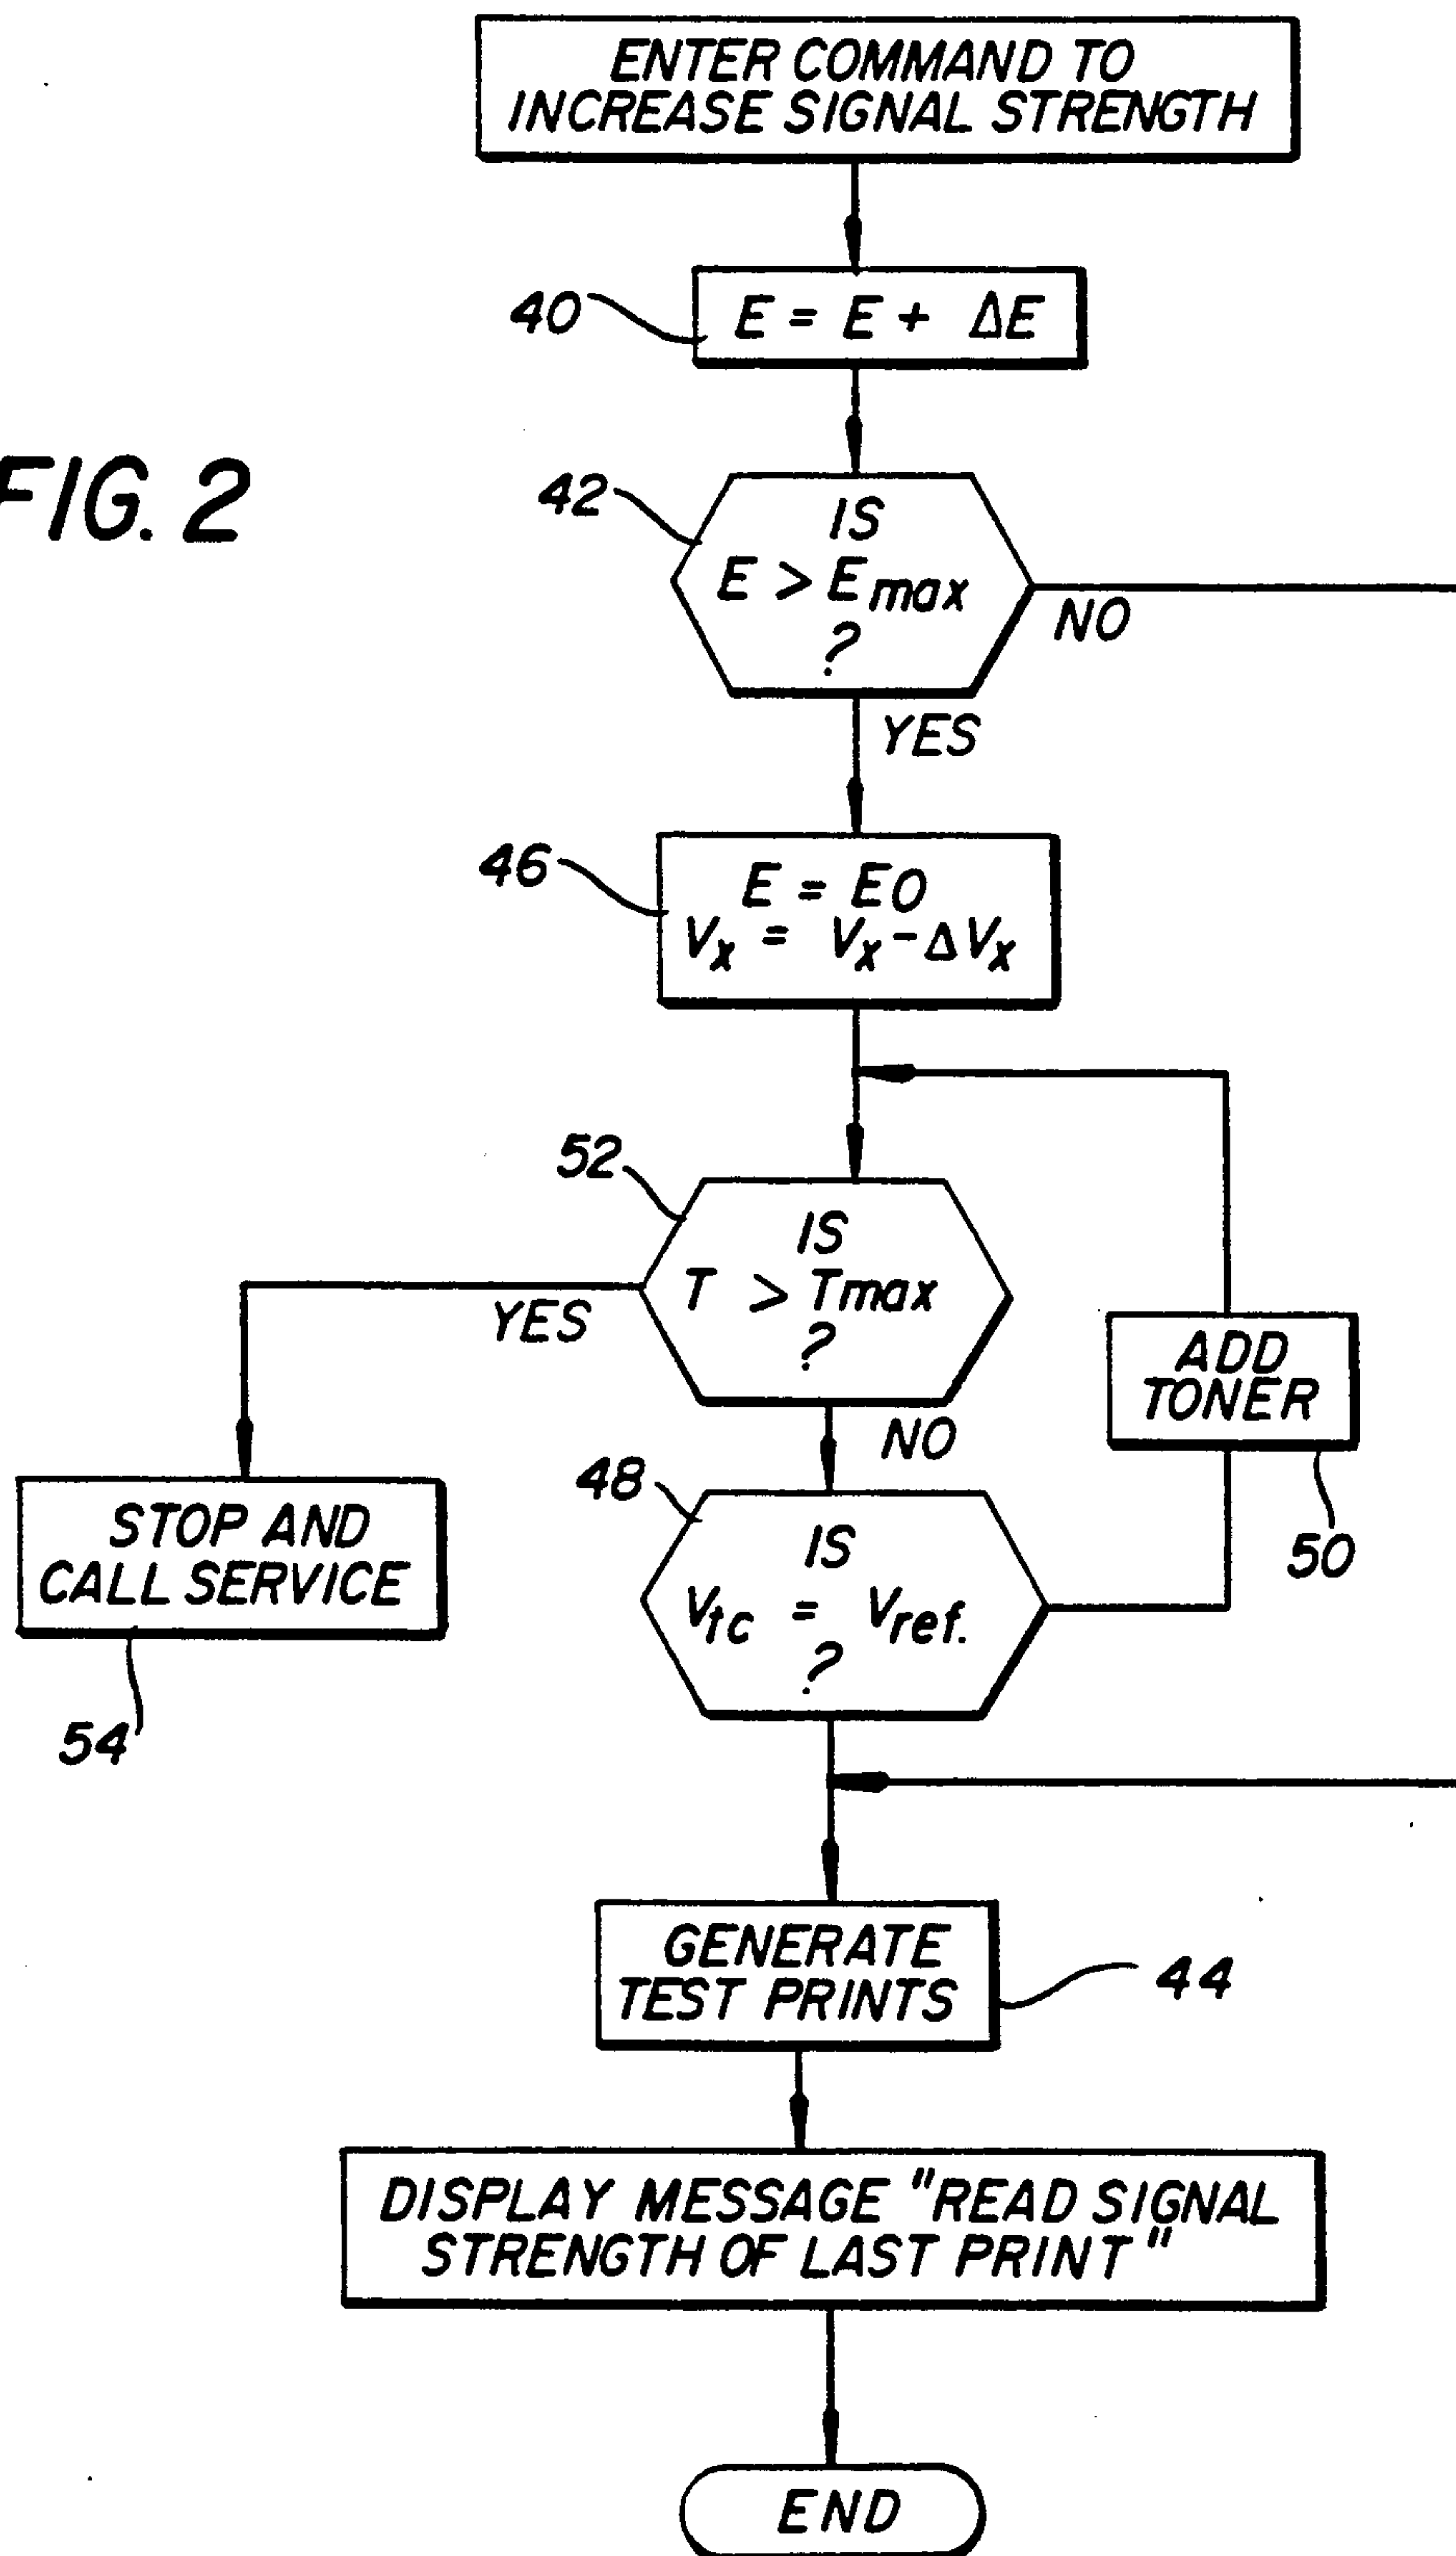 ENTER COMMAND TO
INCREASE SIGNAL STRENGTH
40
E = E + ΔE
FIG. 2
42
IS
E > Emax
?
NO
YES
46
E = EO
Vx = Vx - ΔVx
52
IS
T > Tmax
?
YES
NO
ADD
TONER
50
STOP AND
CALL SERVICE
54
48
IS
Vtc = Vref.
?
GENERATE
TEST PRINTS
44
DISPLAY MESSAGE "READ SIGNAL
STRENGTH OF LAST PRINT"
END